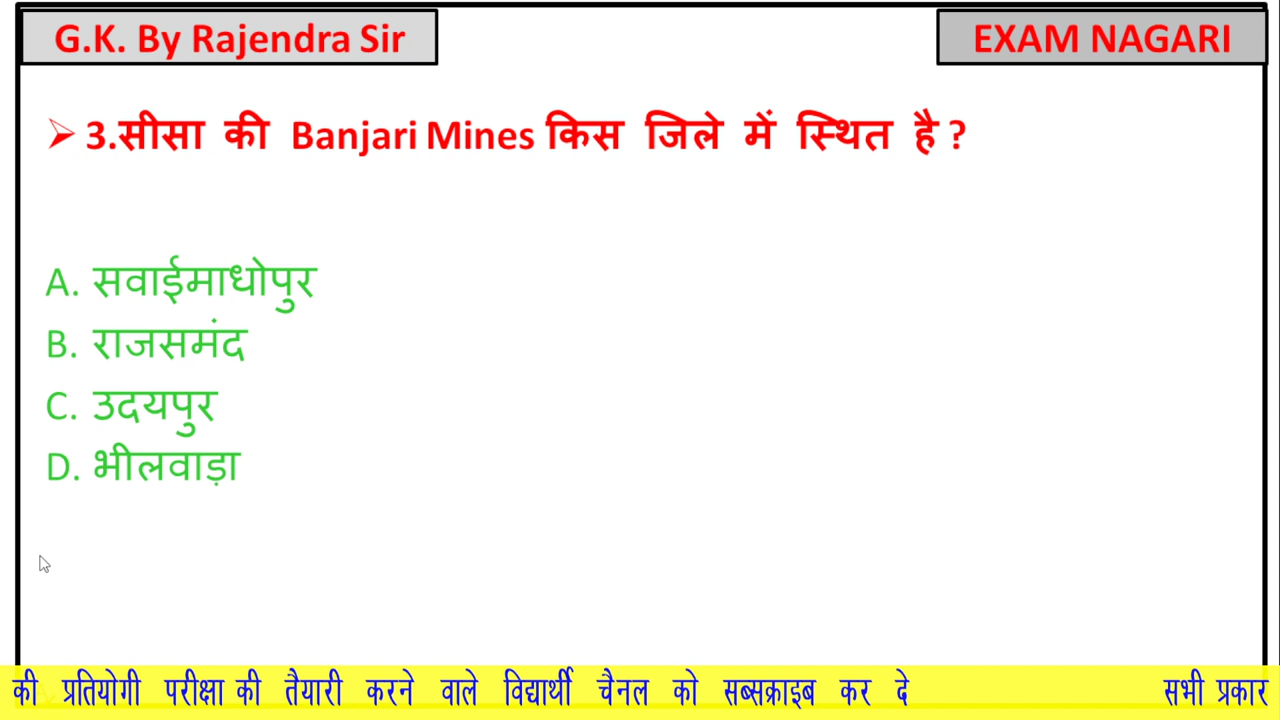 G.K. By Rajendra Sir
EXAM NAGARI
➢ 3.सीसा की Banjari Mines किस जिले में स्थित है ?
A. सवाईमाधोपुर
B. राजसमंद
C. उदयपुर
D. भीलवाड़ा
की प्रतियोगी परीक्षा की तैयारी करने वाले विद्यार्थी चैनल को सब्सक्राइब कर दे सभी प्रकार